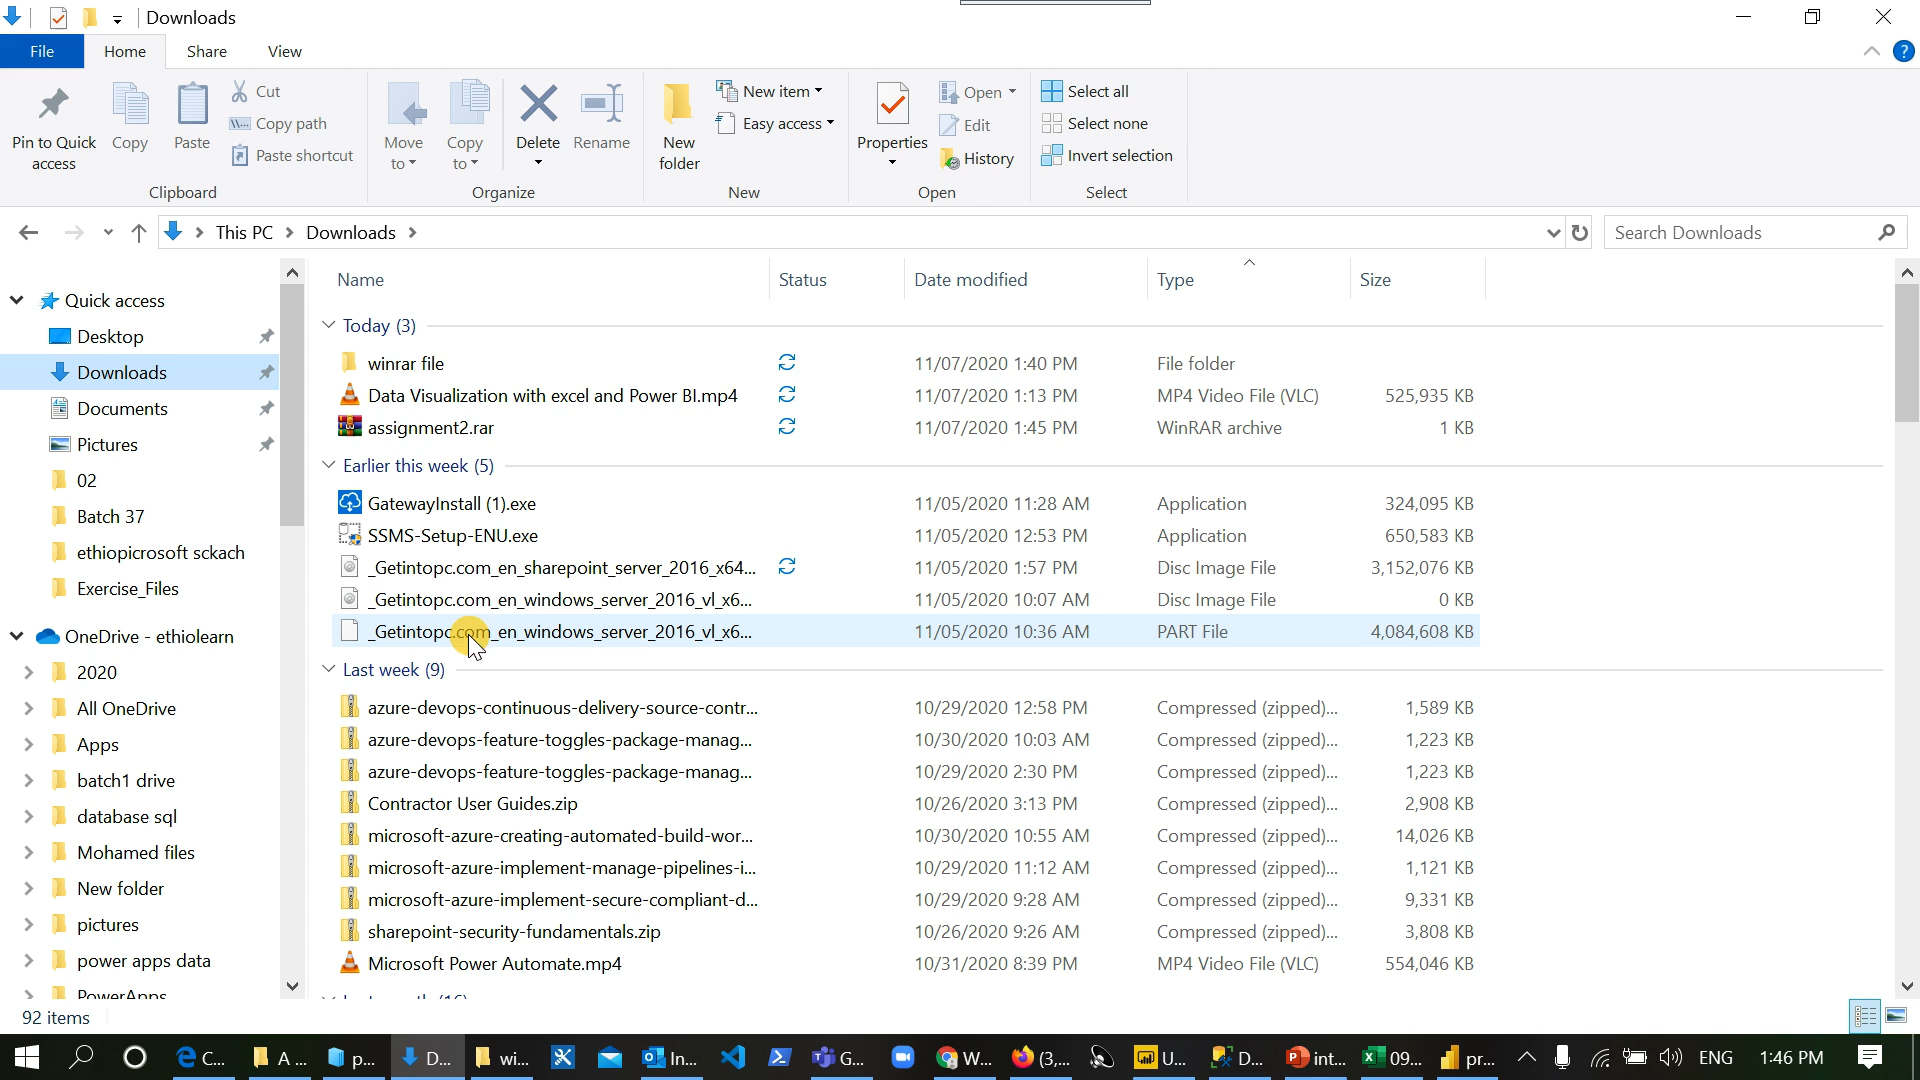 Downloads
File Home Share View
Pin to Quick access
Copy
Paste
Cut
Copy path
Paste shortcut
Clipboard
Move to
Copy to
Delete
Rename
Organize
New folder
New item
Easy access
New
Properties
Open
Edit
History
Open
Select all
Select none
Invert selection
Select
This PC Downloads
Search Downloads
Quick access
Desktop
Downloads
Documents
Pictures
02
Batch 37
ethiopicrosoft sckach
Exercise_Files
OneDrive - ethiolearn
2020
All OneDrive
Apps
batch1 drive
database sql
Mohamed files
New folder
pictures
power apps data
PowerApps
Name Status Date modified Type Size
Today (3)
winrar file 11/07/2020 1:40 PM File folder
Data Visualization with excel and Power BI.mp4 11/07/2020 1:13 PM MP4 Video File (VLC) 525,935 KB
assignment2.rar 11/07/2020 1:45 PM WinRAR archive 1 KB
Earlier this week (5)
GatewayInstall (1).exe 11/05/2020 11:28 AM Application 324,095 KB
SSMS-Setup-ENU.exe 11/05/2020 12:53 PM Application 650,583 KB
_Getintopc.com_en_sharepoint_server_2016_x64... 11/05/2020 1:57 PM Disc Image File 3,152,076 KB
_Getintopc.com_en_windows_server_2016_vl_x6... 11/05/2020 10:07 AM Disc Image File 0 KB
_Getintopc.com_en_windows_server_2016_vl_x6... 11/05/2020 10:36 AM PART File 4,084,608 KB
Last week (9)
azure-devops-continuous-delivery-source-contr... 10/29/2020 12:58 PM Compressed (zipped)... 1,589 KB
azure-devops-feature-toggles-package-manag... 10/30/2020 10:03 AM Compressed (zipped)... 1,223 KB
azure-devops-feature-toggles-package-manag... 10/29/2020 2:30 PM Compressed (zipped)... 1,223 KB
Contractor User Guides.zip 10/26/2020 3:13 PM Compressed (zipped)... 2,908 KB
microsoft-azure-creating-automated-build-wor... 10/30/2020 10:55 AM Compressed (zipped)... 14,026 KB
microsoft-azure-implement-manage-pipelines-i... 10/29/2020 11:12 AM Compressed (zipped)... 1,121 KB
microsoft-azure-implement-secure-compliant-d... 10/29/2020 9:28 AM Compressed (zipped)... 9,331 KB
sharepoint-security-fundamentals.zip 10/26/2020 9:26 AM Compressed (zipped)... 3,808 KB
Microsoft Power Automate.mp4 10/31/2020 8:39 PM MP4 Video File (VLC) 554,046 KB
92 items
C... A ... p... D... wi... In... G... W... (3,... U... D... int... 09... pr... ENG 1:46 PM